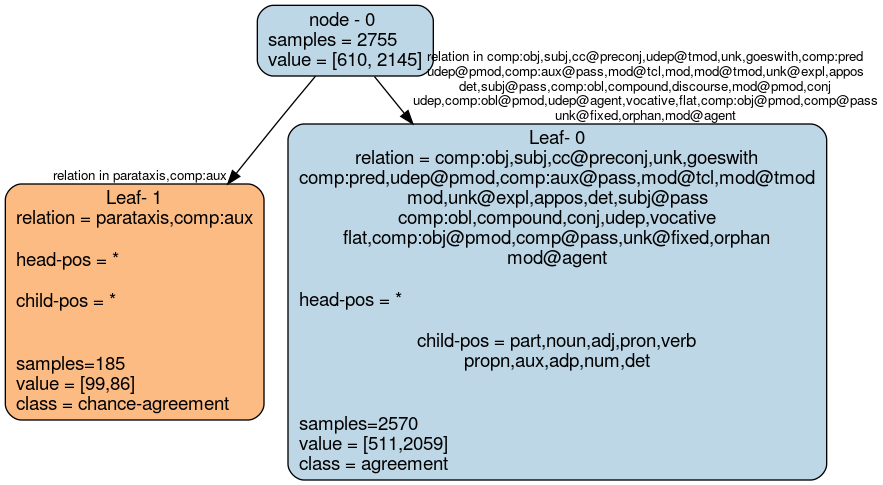 node - 0
samples = 2755
value = [610, 2145]
relation in comp:obj,subj,cc@preconj,udep@tmod,unk,goeswith,comp:pred
udep@pmod,comp:aux@pass,mod@tcl,mod,mod@tmod,unk@expl,appos
det,subj@pass,comp:obl,compound,discourse,mod@pmod,conj
udep,comp:obl@pmod,udep@agent,vocative,flat,comp:obj@pmod,comp@pass
unk@fixed,orphan,mod@agent
relation in parataxis,comp:aux
Leaf- 1
relation = parataxis,comp:aux
head-pos = *
child-pos = *
samples=185
value = [99,86]
class = chance-agreement
Leaf- 0
relation = comp:obj,subj,cc@preconj,unk,goeswith
comp:pred,udep@pmod,comp:aux@pass,mod@tcl,mod@tmod
mod,unk@expl,appos,det,subj@pass
comp:obl,compound,conj,udep,vocative
flat,comp:obj@pmod,comp@pass,unk@fixed,orphan
mod@agent
head-pos = *
child-pos = part,noun,adj,pron,verb
propn,aux,adp,num,det
samples=2570
value = [511,2059]
class = agreement